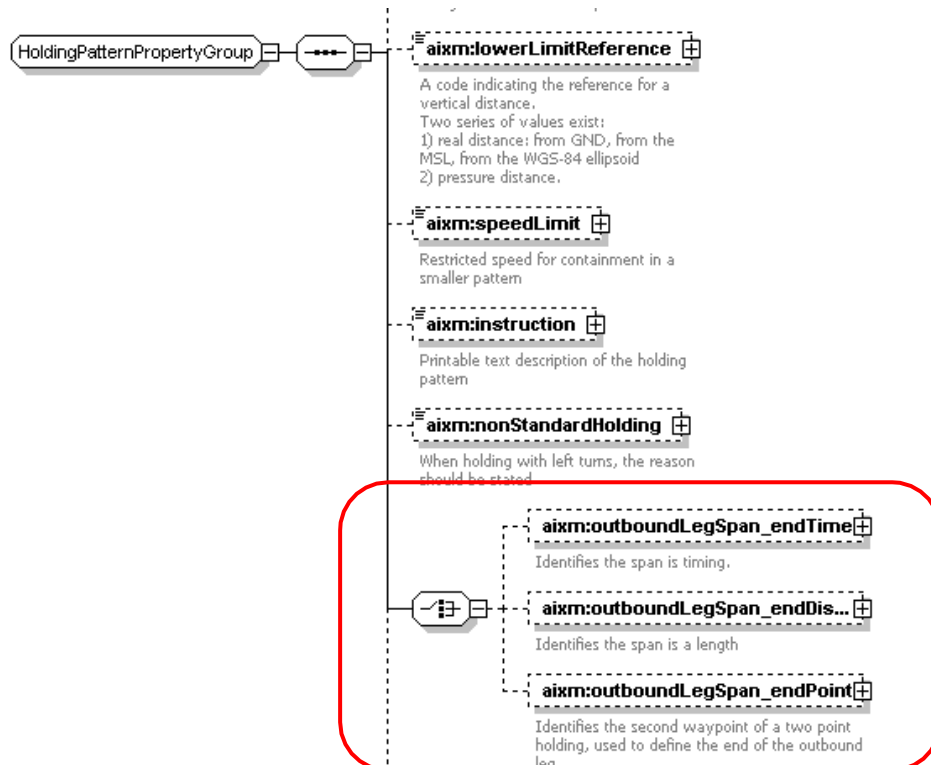 HoldingPatternPropertyGroup
aixm:lowerLimitReference
A code indicating the reference for a
vertical distance.
Two series of values exist:
1) real distance: from GND, from the
MSL, from the WGS-84 ellipsoid
2) pressure distance.
aixm:speedLimit
Restricted speed for containment in a
smaller pattern
aixm:instruction
Printable text description of the holding
pattern
aixm:nonStandardHolding
When holding with left turns, the reason
should be stated
aixm:outboundLegSpan_endTime
Identifies the span is timing.
aixm:outboundLegSpan_endDis...
Identifies the span is a length
aixm:outboundLegSpan_endPoint
Identifies the second waypoint of a two point
holding, used to define the end of the outbound
leg